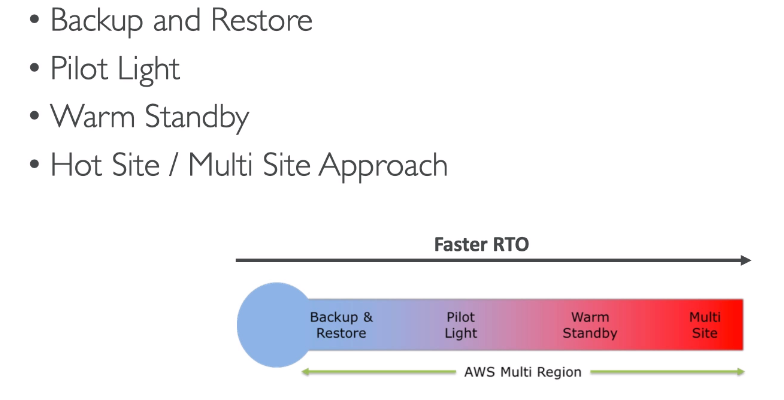 • Backup and Restore
• Pilot Light
• Warm Standby
• Hot Site / Multi Site Approach
Faster RTO
Backup &
Restore
Pilot
Light
Warm
Standby
Multi
Site
AWS Multi Region